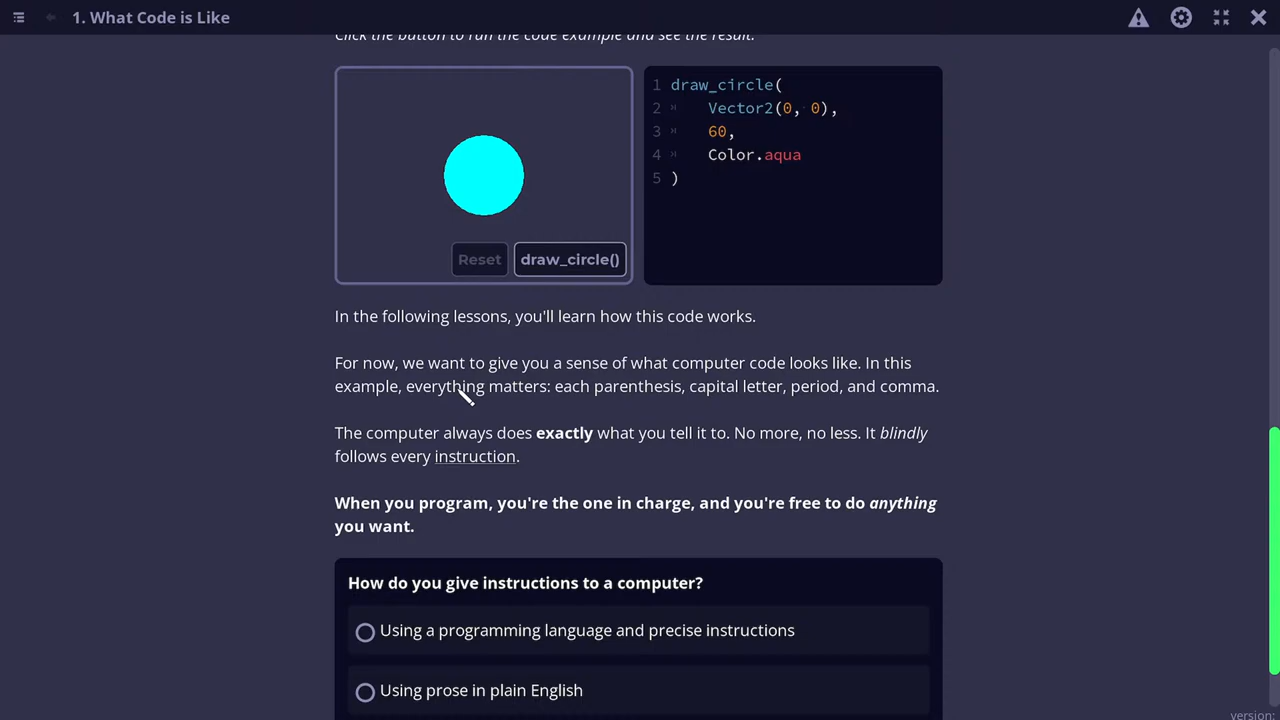 1. What Code is Like
Click the button to run the code example and see the result.
1 draw_circle(
2 Vector2(0, 0),
3 60,
4 Color.aqua
5 )
Reset draw_circle()
In the following lessons, you'll learn how this code works.
For now, we want to give you a sense of what computer code looks like. In this
example, everything matters: each parenthesis, capital letter, period, and comma.
The computer always does exactly what you tell it to. No more, no less. It blindly
follows every instruction.
When you program, you're the one in charge, and you're free to do anything
you want.
How do you give instructions to a computer?
Using a programming language and precise instructions
Using prose in plain English
version: